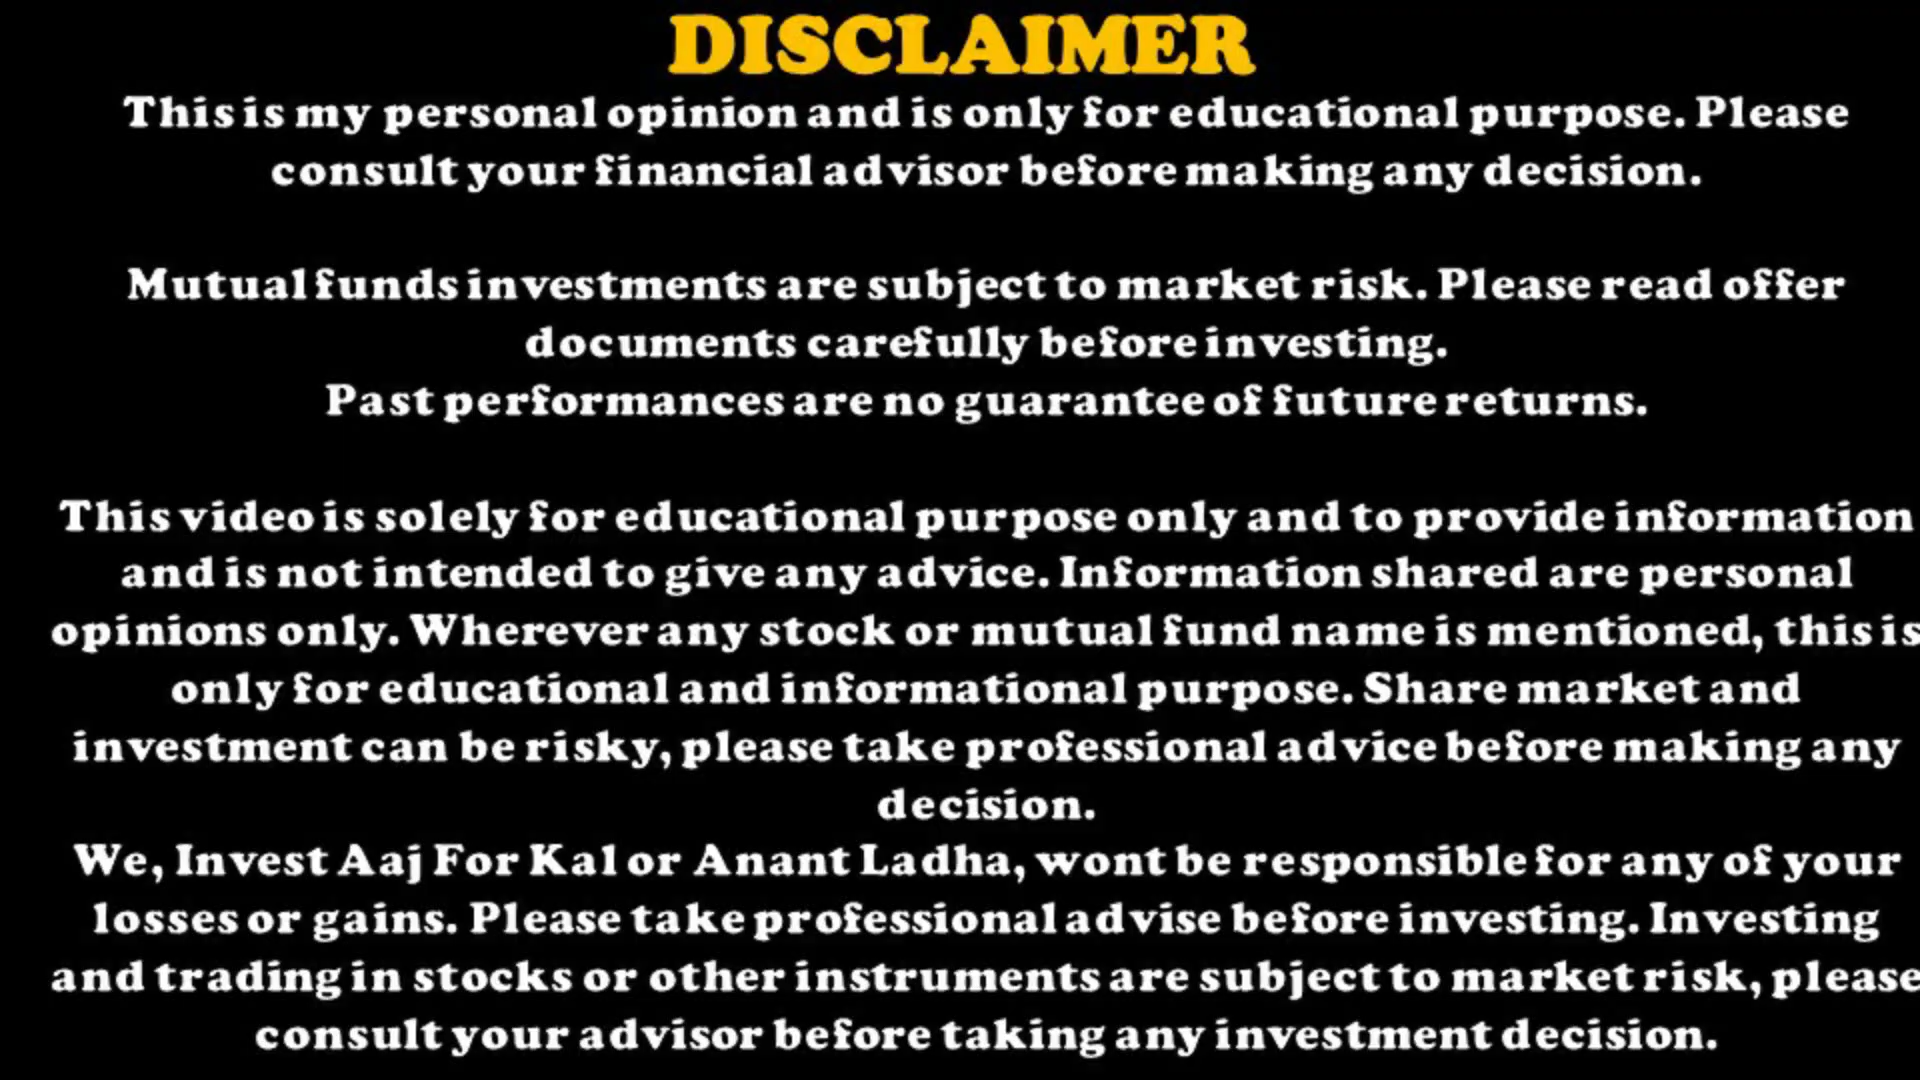 DISCLAIMER
This is my personal opinion and is only for educational purpose. Please
consult your financial advisor before making any decision.
Mutual funds investments are subject to market risk. Please read offer
documents carefully before investing.
Past performances are no guarantee of future returns.
This video is solely for educational purpose only and to provide information
and is not intended to give any advice. Information shared are personal
opinions only. Wherever any stock or mutual fund name is mentioned, this is
only for educational and informational purpose. Share market and
investment can be risky, please take professional advice before making any
decision.
We, Invest Aaj For Kal or Anant Ladha, wont be responsible for any of your
losses or gains. Please take professional advise before investing. Investing
and trading in stocks or other instruments are subject to market risk, please
consult your advisor before taking any investment decision.